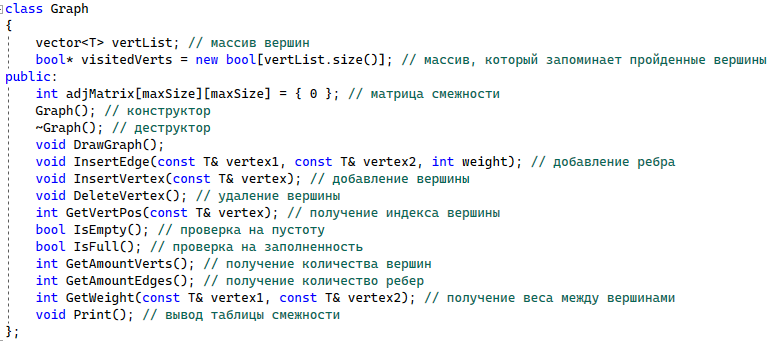 class Graph
{
vector<T> vertList; // массив вершин
bool* visitedVerts = new bool[vertList.size()]; // массив, который запоминает пройденные вершины
public:
int adjMatrix[maxSize][maxSize] = { 0 }; // матрица смежности
Graph(); // конструктор
~Graph(); // деструктор
void DrawGraph();
void InsertEdge(const T& vertex1, const T& vertex2, int weight); // добавление ребра
void InsertVertex(const T& vertex); // добавление вершины
void DeleteVertex(); // удаление вершины
int GetVertPos(const T& vertex); // получение индекса вершины
bool IsEmpty(); // проверка на пустоту
bool IsFull(); // проверка на заполненность
int GetAmountVerts(); // получение количества вершин
int GetAmountEdges(); // получение количество ребер
int GetWeight(const T& vertex1, const T& vertex2); // получение веса между вершинами
void Print(); // вывод таблицы смежности
};